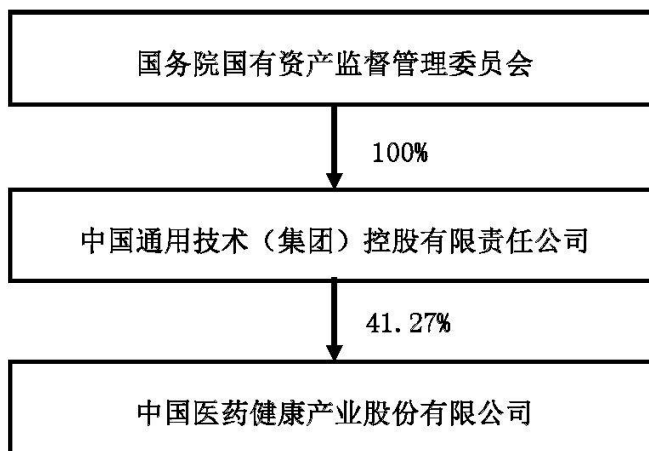 国务院国有资产监督管理委员会
100%
中国通用技术（集团）控股有限责任公司
41.27%
中国医药健康产业股份有限公司